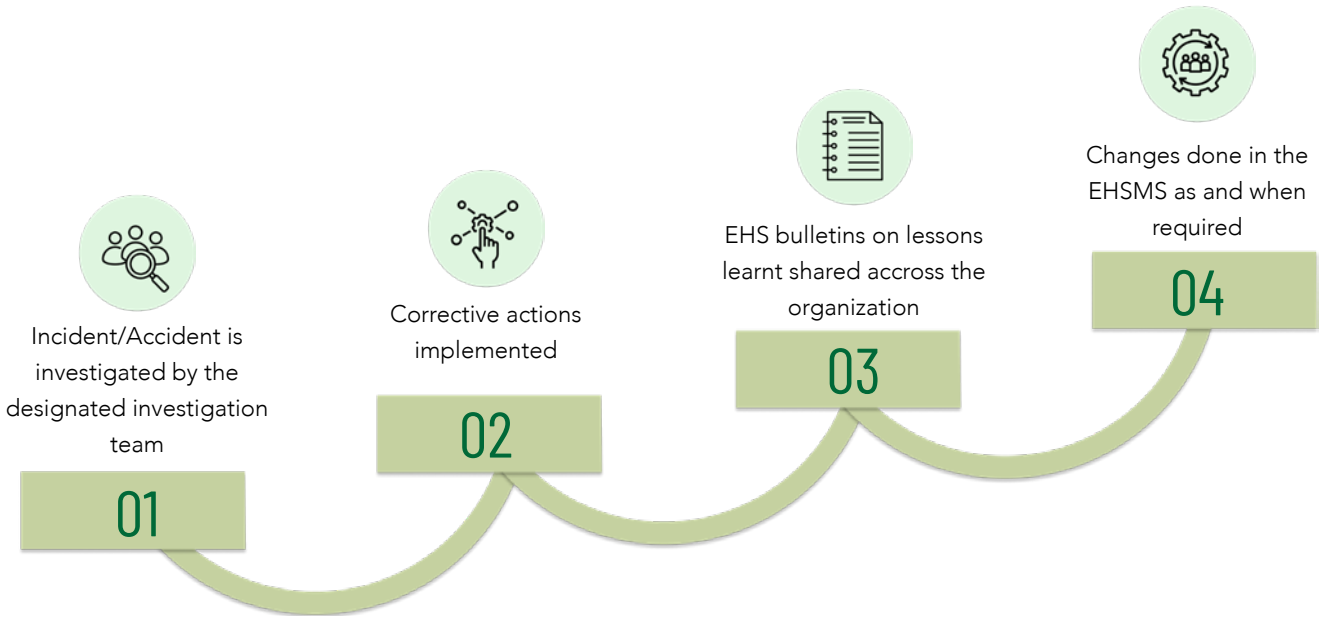 Incident/Accident is
investigated by the
designated investigation
team
01
Corrective actions
implemented
02
EHS bulletins on lessons
learnt shared accross the
organization
03
Changes done in the
EHSMS as and when
required
04